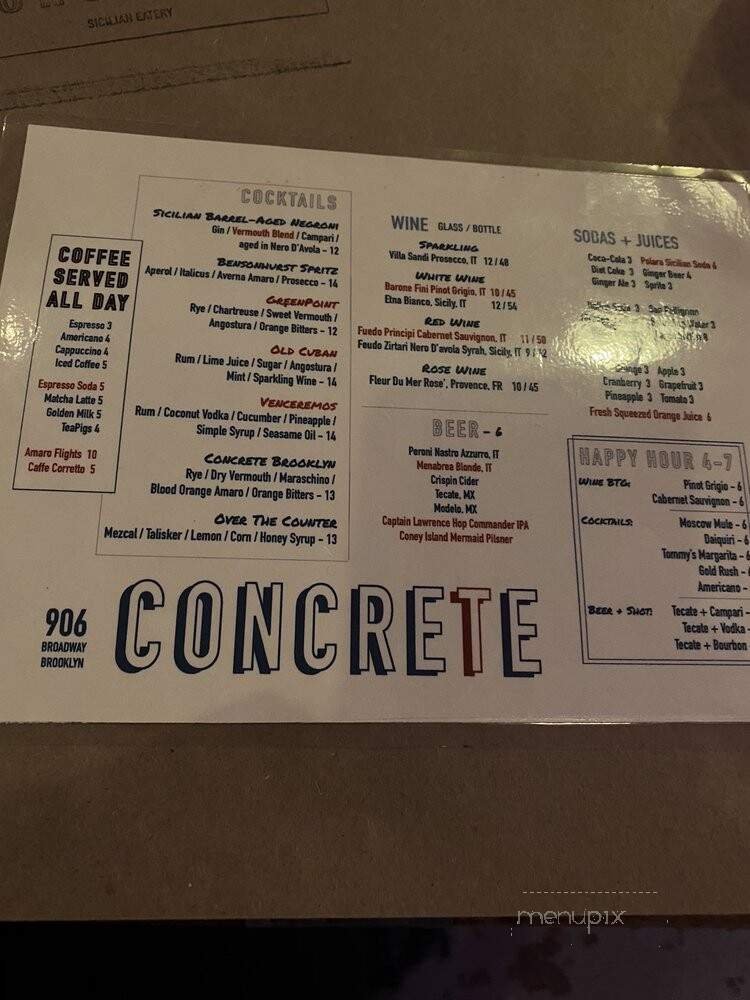 SICILIAN EATERY
COFFEE
SERVED
ALL DAY
Espresso 3
Americano 4
Cappuccino 4
Iced Coffee 5
Espresso Soda 5
Matcha Latte 5
Golden Milk 5
TeaPigs 4
Amaro Flights 10
Caffe Corretto 5
COCKTAILS
SICILIAN BARREL-AGED NEGRONI
Gin / Vermouth Blend / Campari /
aged in Nero D'Avola - 12
BENSONHURST SPRITZ
Aperol / Italicus / Averna Amaro / Prosecco - 14
GREENPOINT
Rye / Chartreuse / Sweet Vermouth /
Angostura / Orange Bitters - 12
OLD CUBAN
Rum / Lime Juice / Sugar / Angostura /
Mint / Sparkling Wine - 14
VENCEREMOS
Rum / Coconut Vodka / Cucumber / Pineapple /
Simple Syrup / Seasame Oil - 14
CONCRETE BROOKLYN
Rye / Dry Vermouth / Maraschino /
Blood Orange Amaro / Orange Bitters - 13
OVER THE COUNTER
Mezcal / Talisker / Lemon / Corn / Honey Syrup - 13
WINE GLASS / BOTTLE
SPARKLING
Villa Sandi Prosecco, IT 12 / 48
WHITE WINE
Barone Fini Pinot Grigio, IT 10 / 45
Etna Bianco, Sicily, IT 12 / 54
RED WINE
Fuedo Principi Cabernet Sauvignon, IT 11 / 50
Feudo Zirtari Nero D'avola Syrah, Sicily, IT 9 /
ROSE WINE
Fleur Du Mer Rose', Provence, FR 10 / 45
BEER - 6
Peroni Nastro Azzurro, IT
Menabrea Blonde, IT
Crispin Cider
Tecate, MX
Modelo, MX
Captain Lawrence Hop Commander IPA
Coney Island Mermaid Pilsner
SODAS + JUICES
Coca-Cola 3 Polara Sicilian Soda 6
Diet Coke 3 Ginger Beer 4
Ginger Ale 3 Sprite 3
3 San Pellegrino
3
Orange 3 Apple 3
Cranberry 3 Grapefruit 3
Pineapple 3 Tomato 3
Fresh Squeezed Orange Juice 6
HAPPY HOUR 4-7
WINE BTG: Pinot Grigio - 6
Cabernet Sauvignon - 6
COCKTAILS: Moscow Mule - 6
Daiquiri - 6
Tommy's Margarita - 6
Gold Rush - 6
Americano -
BEER + SHOT: Tecate + Campari -
Tecate + Vodka -
Tecate + Bourbon
906
BROADWAY
BROOKLYN
CONCRETE
menupix